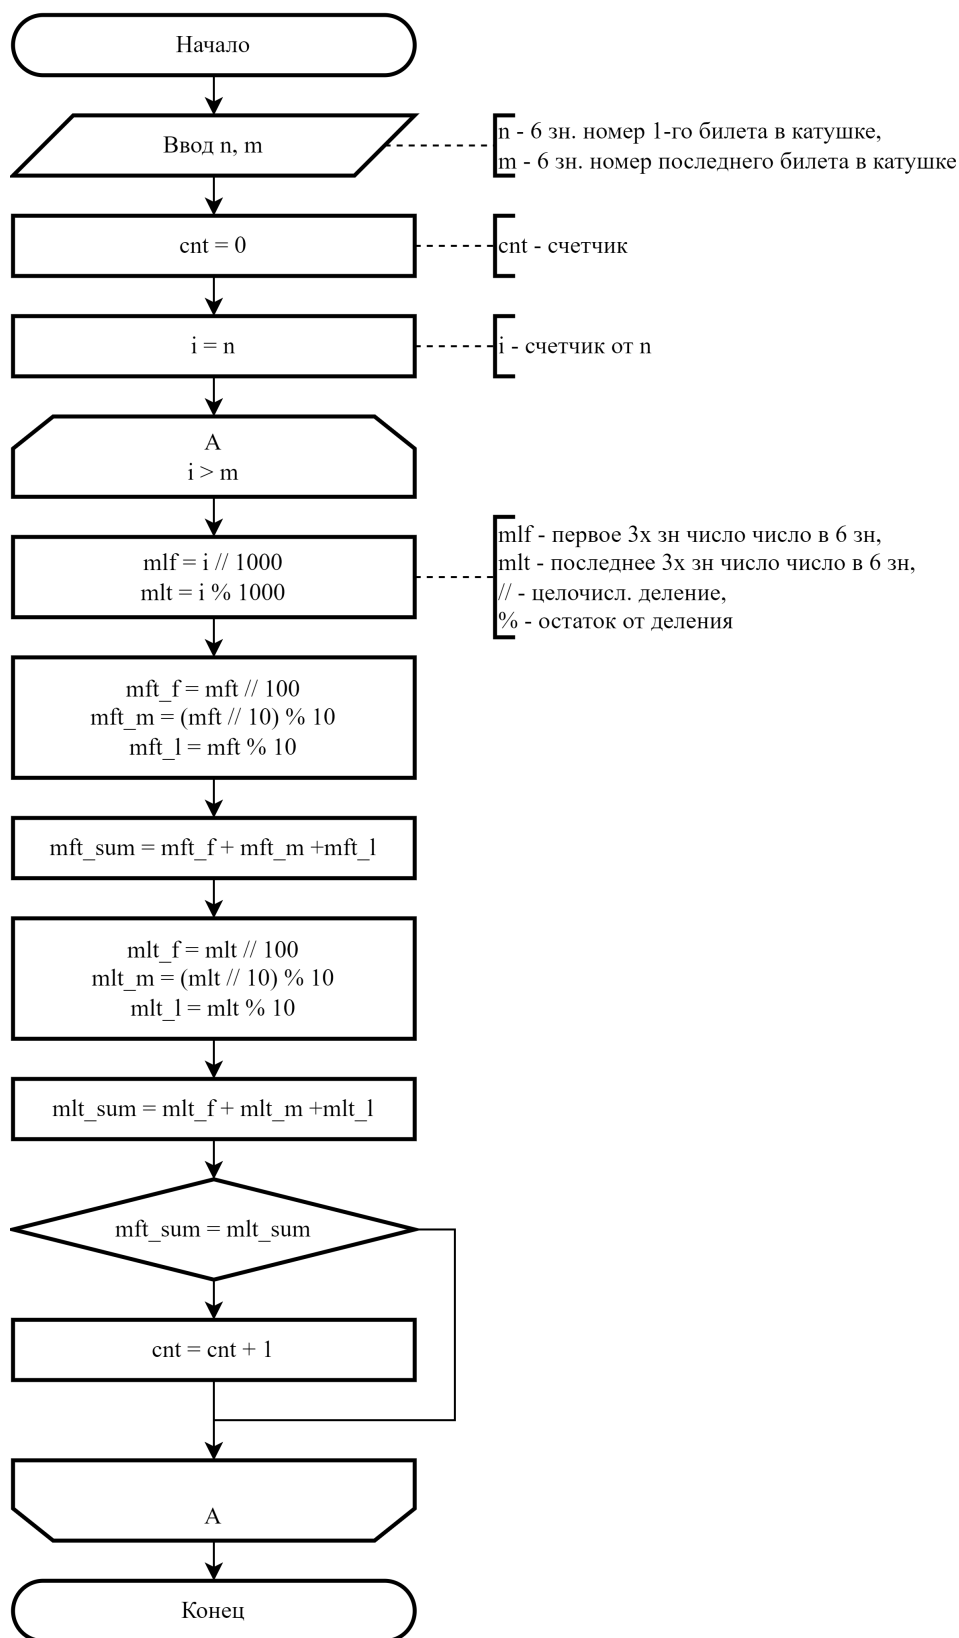 Начало
Ввод n, m
n - 6 зн. номер 1-го билета в катушке,
m - 6 зн. номер последнего билета в катушке
cnt = 0
cnt - счетчик
i = n
i - счетчик от n
A
i > m
mlf = i // 1000
mlt = i % 1000
mlf - первое 3х зн число число в 6 зн,
mlt - последнее 3х зн число число в 6 зн,
// - целочисл. деление,
% - остаток от деления
mft_f = mft // 100
mft_m = (mft // 10) % 10
mft_l = mft % 10
mft_sum = mft_f + mft_m +mft_l
mlt_f = mlt // 100
mlt_m = (mlt // 10) % 10
mlt_l = mlt % 10
mlt_sum = mlt_f + mlt_m +mlt_l
mft_sum = mlt_sum
cnt = cnt + 1
A
Конец